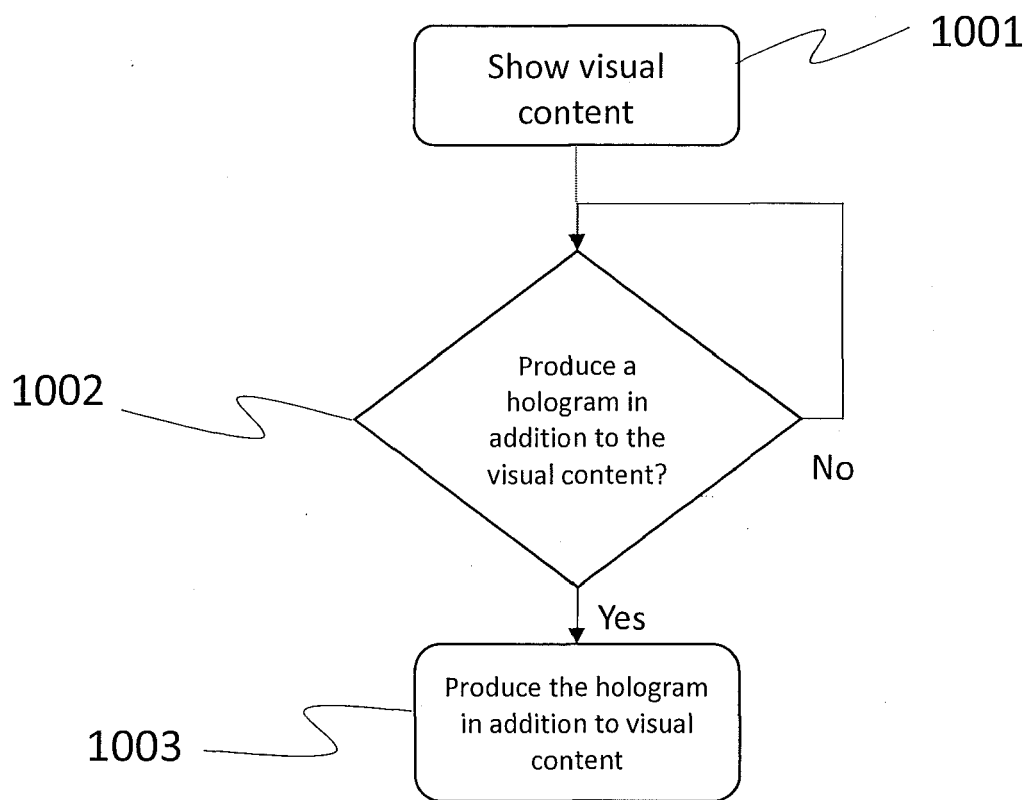 1001
Show visual
content
Produce a
hologram in
addition to the
visual content?
1002
No
Yes
Produce the hologram
in addition to visual
content
1003